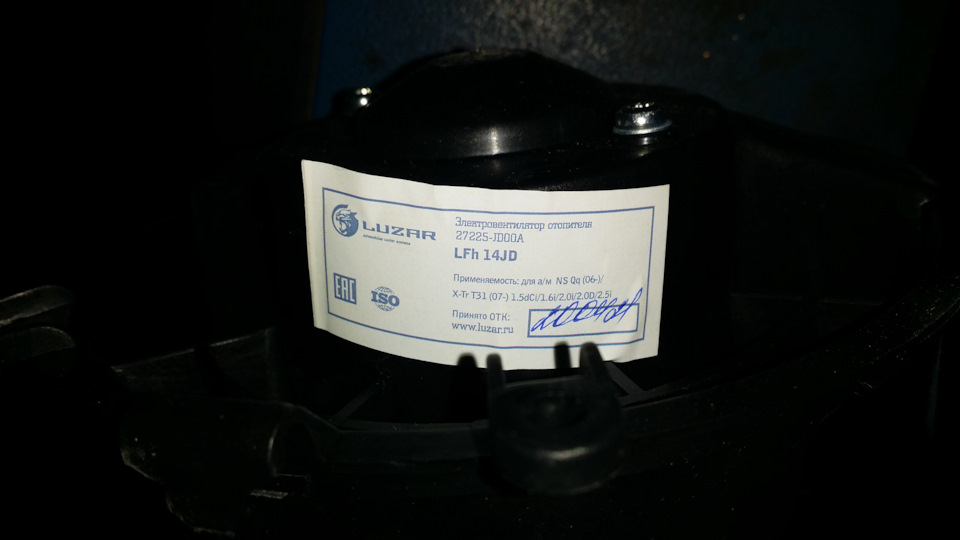 LUZAR
Электровентилятор отопителя
27225-JD00A
LFh 14JD
Применяемость: для а/м NS Qq (06-)/
X-Tr T31 (07-) 1.5dCi/1.6i/2.0i/2.0D/2.5i
EAC
ISO
Принято ОТК:
www.luzar.ru